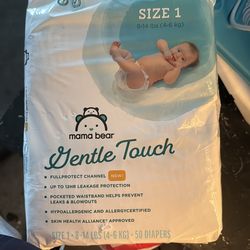 SIZE 1
8-14 lbs (4-6 kg)
mama bear
Gentle Touch
• FULLPROTECT CHANNEL NEW!
• UP TO 12HR LEAKAGE PROTECTION
• POCKETED WAISTBAND HELPS PREVENT
LEAKS & BLOWOUTS
• HYPOALLERGENIC AND ALLERGYCERTIFIED
• SKIN HEALTH ALLIANCE APPROVED
SIZE 1 • 8-14 LBS (4-6 KG) • 50 DIAPERS